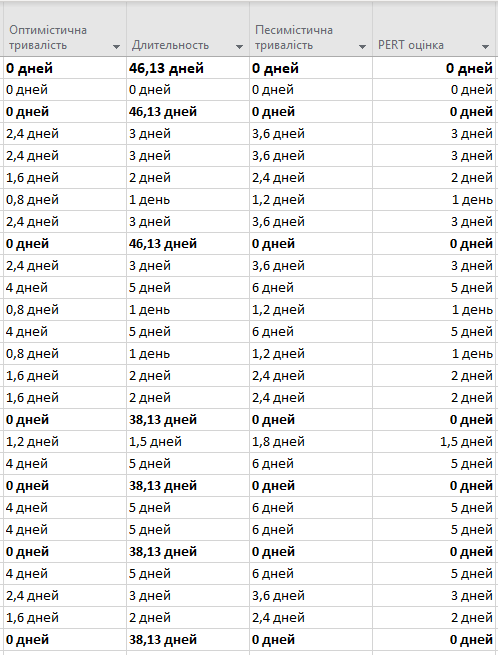 Оптимістична тривалість Длительность Песимістична тривалість PERT оцінка
0 дней 46,13 дней 0 дней 0 дней
0 дней 0 дней 0 дней 0 дней
0 дней 46,13 дней 0 дней 0 дней
2,4 дней 3 дней 3,6 дней 3 дней
2,4 дней 3 дней 3,6 дней 3 дней
1,6 дней 2 дней 2,4 дней 2 дней
0,8 дней 1 день 1,2 дней 1 день
2,4 дней 3 дней 3,6 дней 3 дней
0 дней 46,13 дней 0 дней 0 дней
2,4 дней 3 дней 3,6 дней 3 дней
4 дней 5 дней 6 дней 5 дней
0,8 дней 1 день 1,2 дней 1 день
4 дней 5 дней 6 дней 5 дней
0,8 дней 1 день 1,2 дней 1 день
1,6 дней 2 дней 2,4 дней 2 дней
1,6 дней 2 дней 2,4 дней 2 дней
0 дней 38,13 дней 0 дней 0 дней
1,2 дней 1,5 дней 1,8 дней 1,5 дней
4 дней 5 дней 6 дней 5 дней
0 дней 38,13 дней 0 дней 0 дней
4 дней 5 дней 6 дней 5 дней
4 дней 5 дней 6 дней 5 дней
0 дней 38,13 дней 0 дней 0 дней
4 дней 5 дней 6 дней 5 дней
2,4 дней 3 дней 3,6 дней 3 дней
1,6 дней 2 дней 2,4 дней 2 дней
0 дней 38,13 дней 0 дней 0 дней